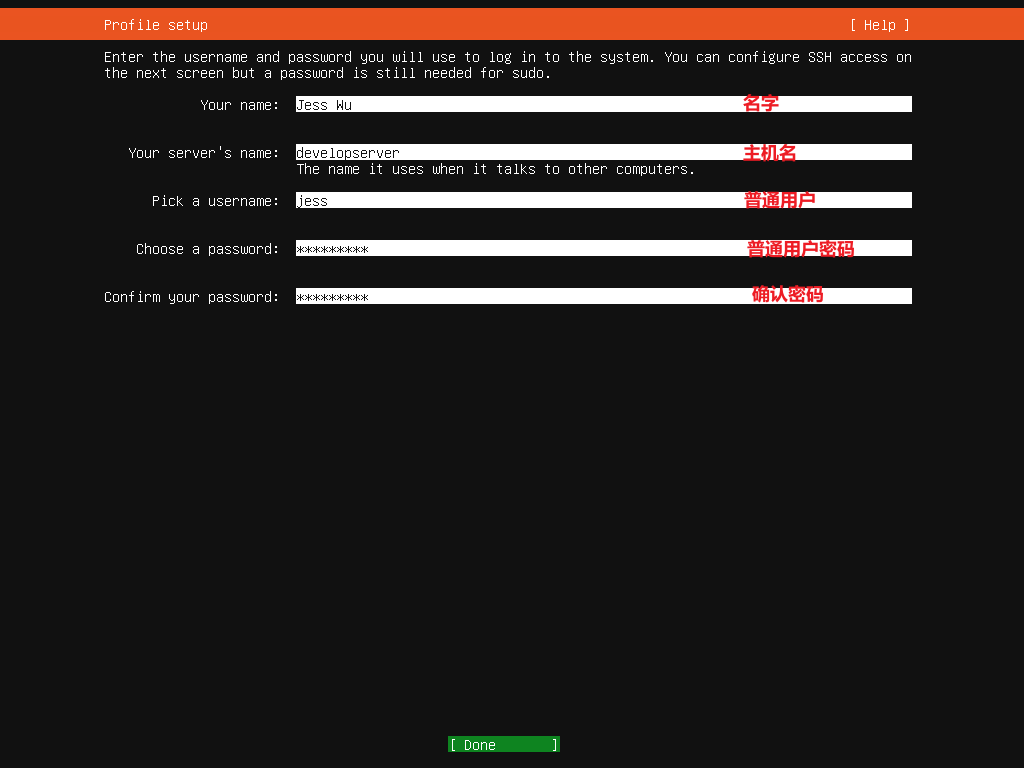 Profile setup [ Help ]
Enter the username and password you will use to log in to the system. You can configure SSH access on
the next screen but a password is still needed for sudo.
Your name: Jess Wu 名字
Your server's name: developserver 主机名
The name it uses when it talks to other computers.
Pick a username: jess 普通用户
Choose a password: ********* 普通用户密码
Confirm your password: ********* 确认密码
[ Done ]